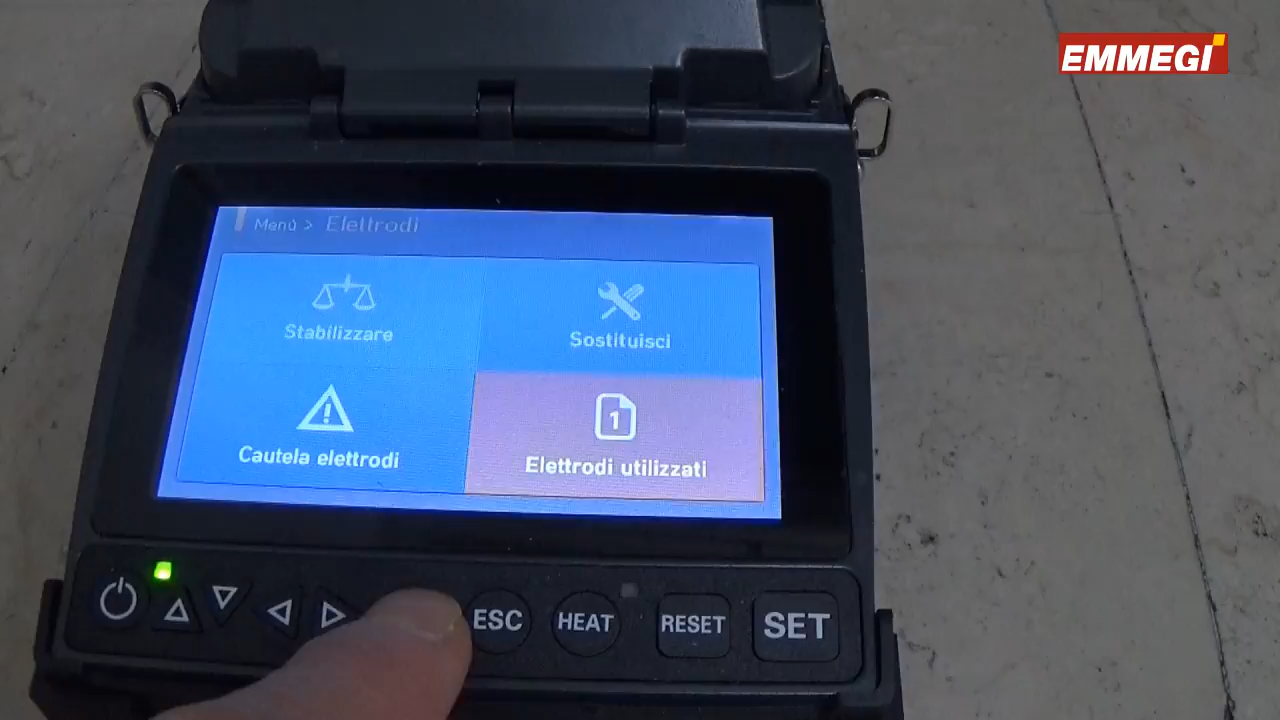 EMMEGI
Menù > Elettrodi
Stabilizzare
Sostituisci
Cautela elettrodi
1
Elettrodi utilizzati
ESC
HEAT
RESET
SET